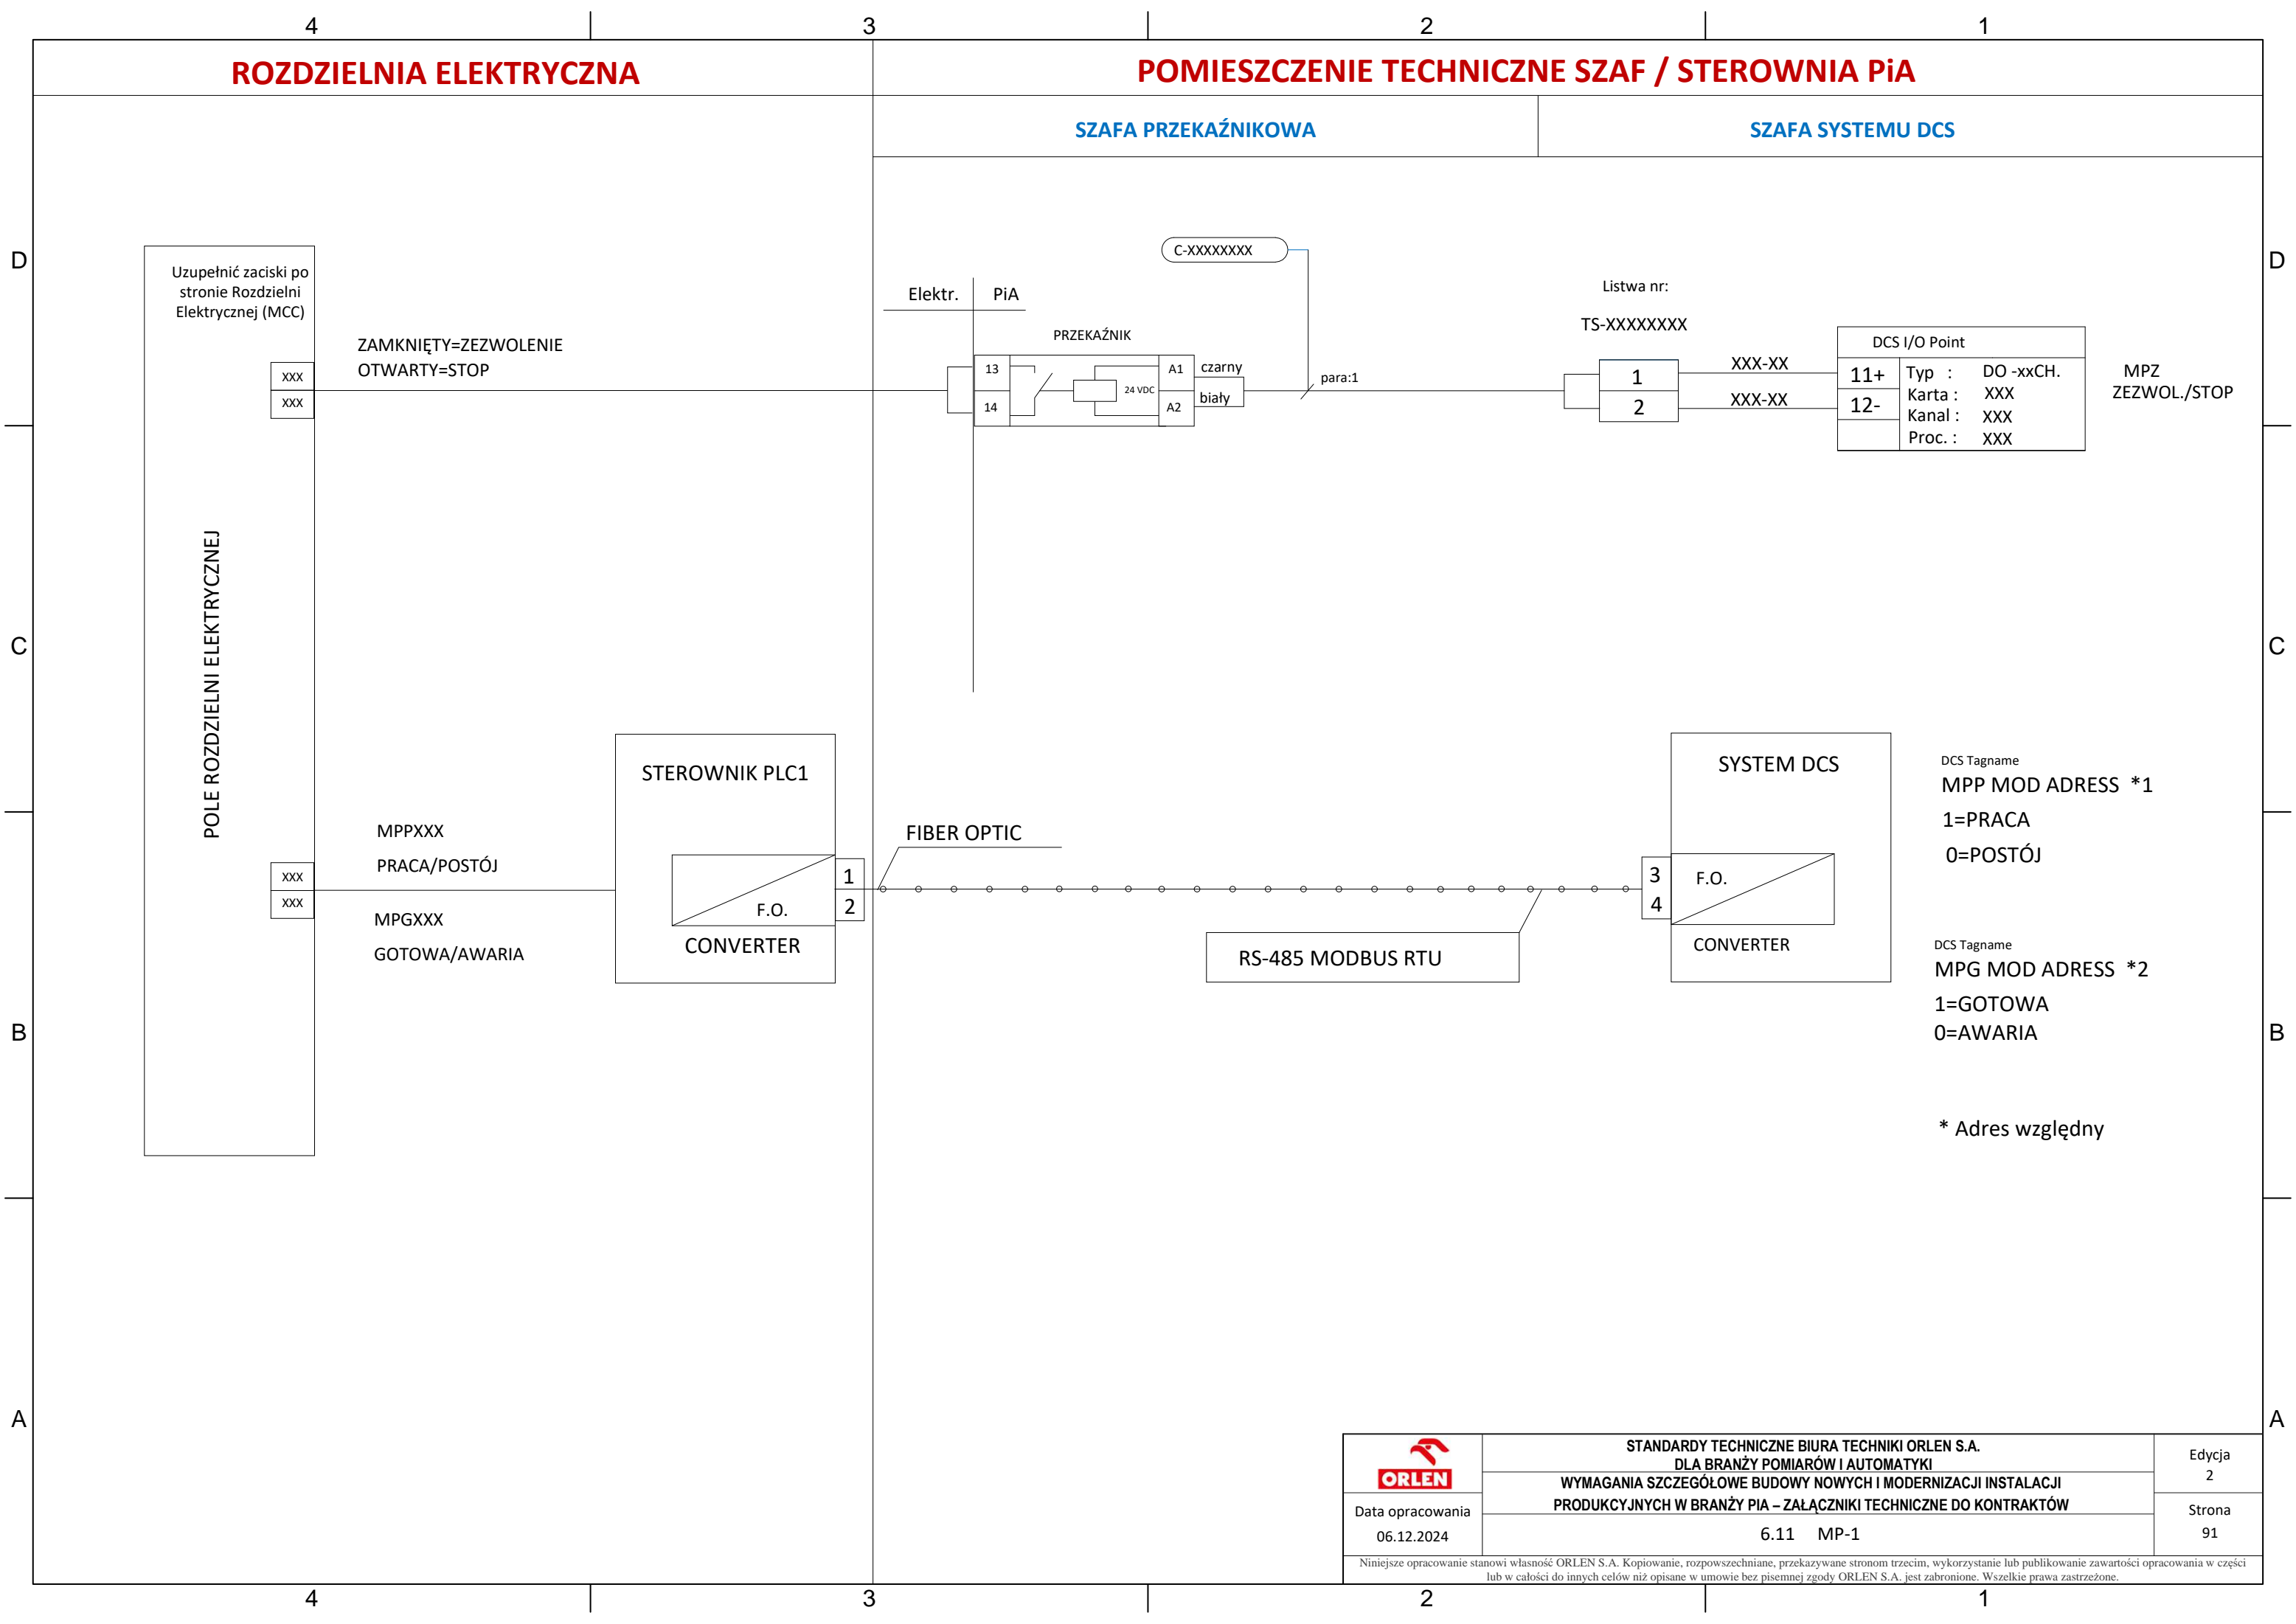 4 3 2 1
ROZDZIELNIA ELEKTRYCZNA
POMIESZCZENIE TECHNICZNE SZAF / STEROWNIA PiA
SZAFA PRZEKAŹNIKOWA
SZAFA SYSTEMU DCS
D
D
Uzupełnić zaciski po
stronie Rozdzielni
Elektrycznej (MCC)
XXX
XXX
ZAMKNIĘTY=ZEZWOLENIE
OTWARTY=STOP
Elektr. PiA
C-XXXXXXXX
PRZEKAŹNIK
13
14
24 VDC
A1
A2
czarny
biały
para:1
Listwa nr:
TS-XXXXXXXX
1
2
XXX-XX
XXX-XX
DCS I/O Point
11+
12-
Typ : DO -xxCH.
Karta : XXX
Kanal : XXX
Proc. : XXX
MPZ
ZEZWOL./STOP
C
C
POLE ROZDZIELNI ELEKTRYCZNEJ
XXX
XXX
MPPXXX
PRACA/POSTÓJ
MPGXXX
GOTOWA/AWARIA
STEROWNIK PLC1
F.O.
CONVERTER
1
2
FIBER OPTIC
RS-485 MODBUS RTU
3
4
SYSTEM DCS
F.O.
CONVERTER
DCS Tagname
MPP MOD ADRESS *1
1=PRACA
0=POSTÓJ
DCS Tagname
MPG MOD ADRESS *2
1=GOTOWA
0=AWARIA
* Adres względny
B
B
A
A
ORLEN
Data opracowania
06.12.2024
STANDARDY TECHNICZNE BIURA TECHNIKI ORLEN S.A.
DLA BRANŻY POMIARÓW I AUTOMATYKI
WYMAGANIA SZCZEGÓŁOWE BUDOWY NOWYCH I MODERNIZACJI INSTALACJI
PRODUKCYJNYCH W BRANŻY PIA – ZAŁĄCZNIKI TECHNICZNE DO KONTRAKTÓW
6.11 MP-1
Edycja
2
Strona
91
Niniejsze opracowanie stanowi własność ORLEN S.A. Kopiowanie, rozpowszechniane, przekazywane stronom trzecim, wykorzystanie lub publikowanie zawartości opracowania w części
lub w całości do innych celów niż opisane w umowie bez pisemnej zgody ORLEN S.A. jest zabronione. Wszelkie prawa zastrzeżone.
4 3 2 1